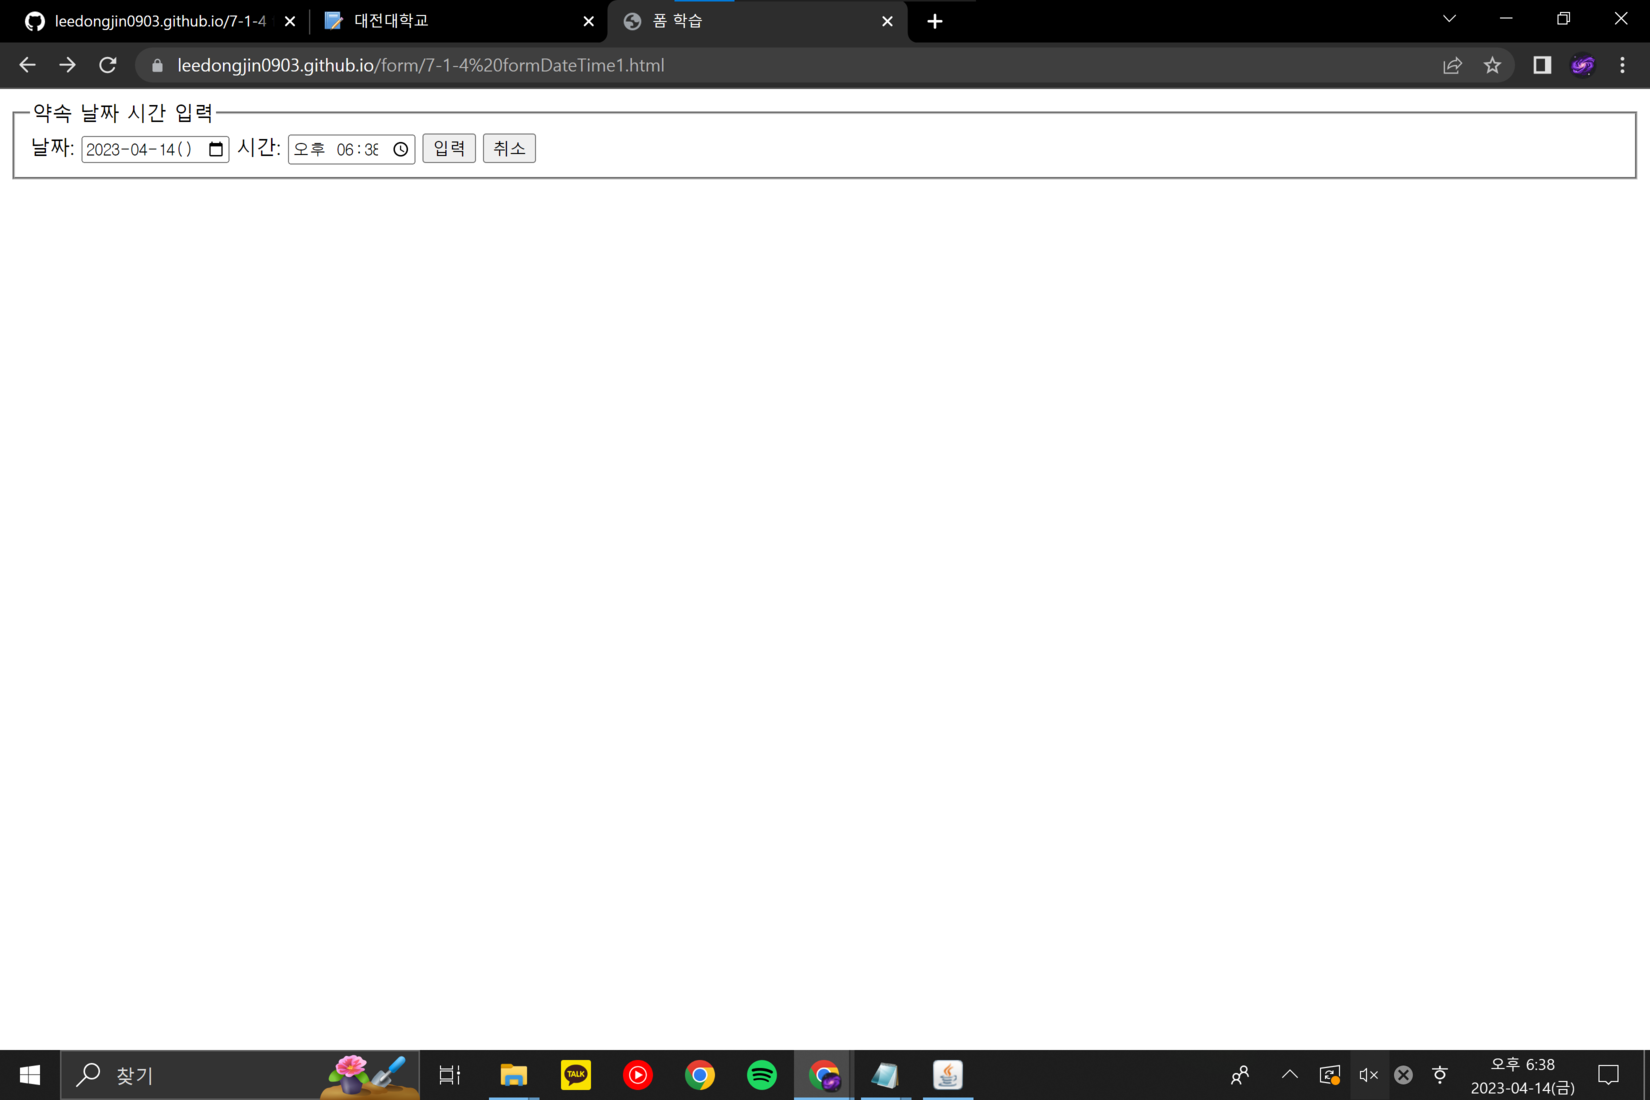 leedongjin0903.github.io/7-1-4
대전대학교
폼 학습
leedongjin0903.github.io/form/7-1-4%20formDateTime1.html
약속 날짜 시간 입력
날짜: 2023-04-14() 시간: 오후 06:38 입력 취소
찾기
TALK
오후 6:38
2023-04-14(금)